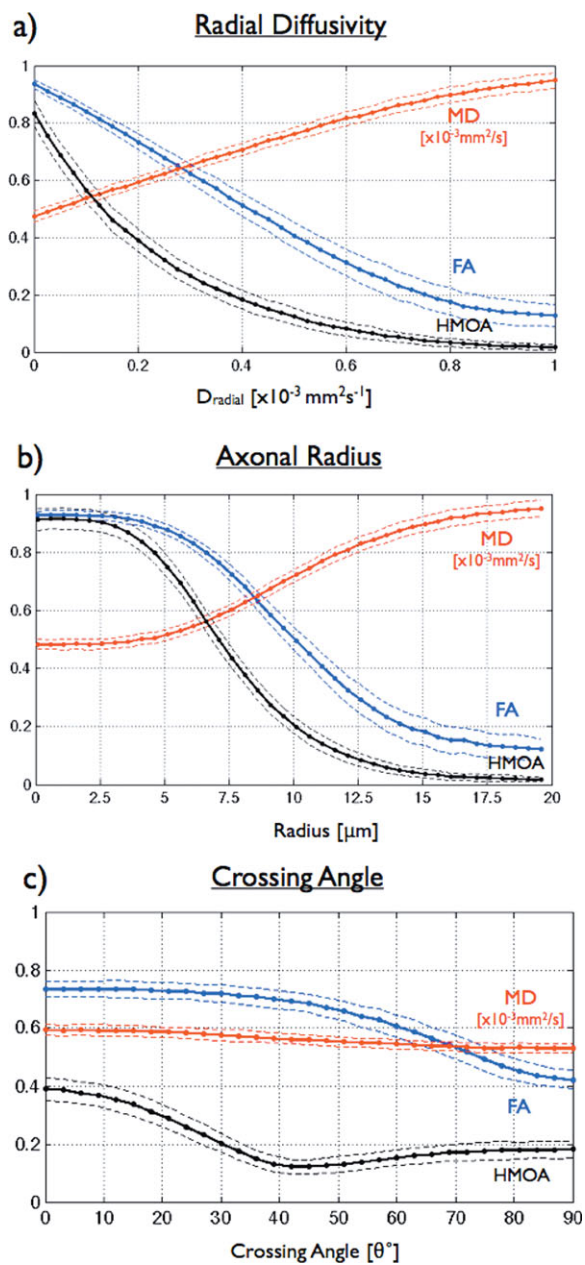 a) Radial Diffusivity
1
0.8
0.6
0.4
0.2
0
MD
[x10⁻³mm²/s]
FA
HMOA
0 0.2 0.4 0.6 0.8 1
Dradial [x10⁻³ mm²s⁻¹]
b) Axonal Radius
1
0.8
0.6
0.4
0.2
0
MD
[x10⁻³mm²/s]
FA
HMOA
0 2.5 5 7.5 10 12.5 15 17.5 20
Radius [μm]
c) Crossing Angle
1
0.8
0.6
0.4
0.2
0
MD
[x10⁻³mm²/s]
FA
HMOA
0 10 20 30 40 50 60 70 80 90
Crossing Angle [θ°]